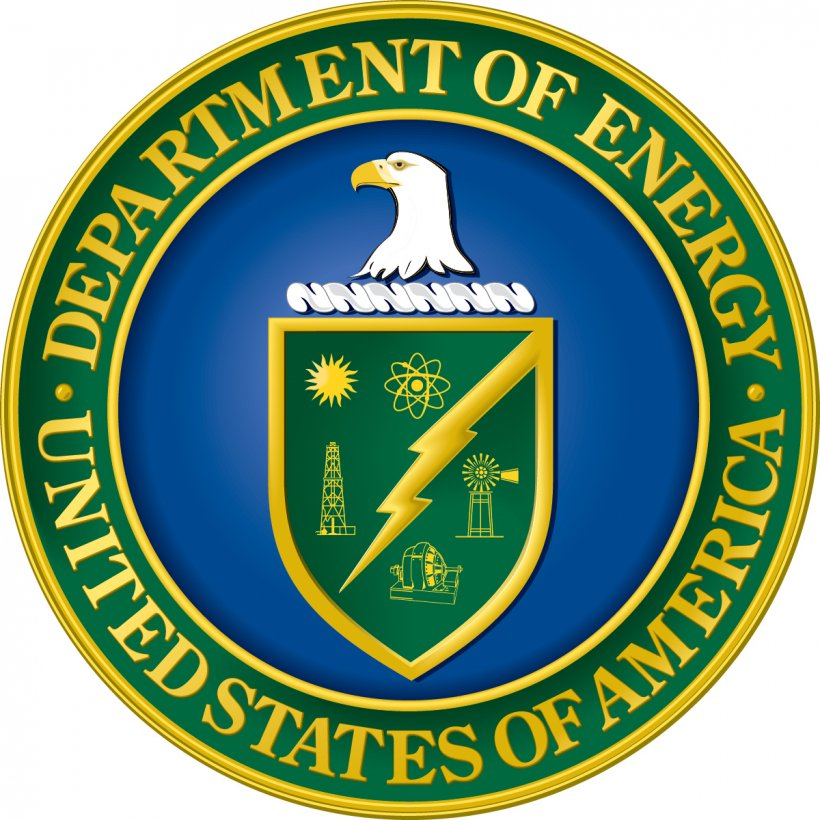 DEPARTMENT OF ENERGY
UNITED STATES OF AMERICA